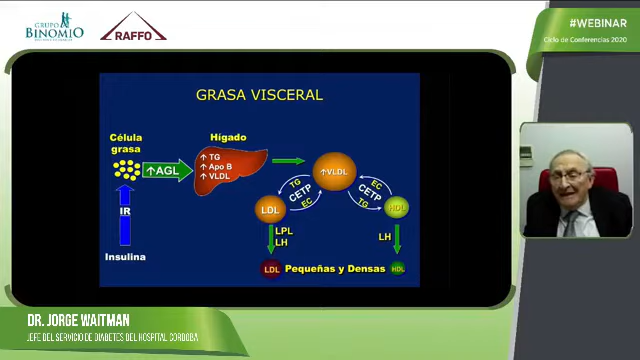 GRUPO
BINOMIO
RAFFO
#WEBINAR
Ciclo de Conferencias 2020
GRASA VISCERAL
Célula
grasa
Hígado
↑AGL
↑ TG
↑ Apo B
↑ VLDL
↑VLDL
TG
CETP
EC
EC
CETP
TG
LDL
HDL
IR
LPL
LH
LH
Insulina
LDL
Pequeñas y Densas
HDL
DR. JORGE WAITMAN
JEFE DEL SERVICIO DE DIABETES DEL HOSPITAL CORDOBA